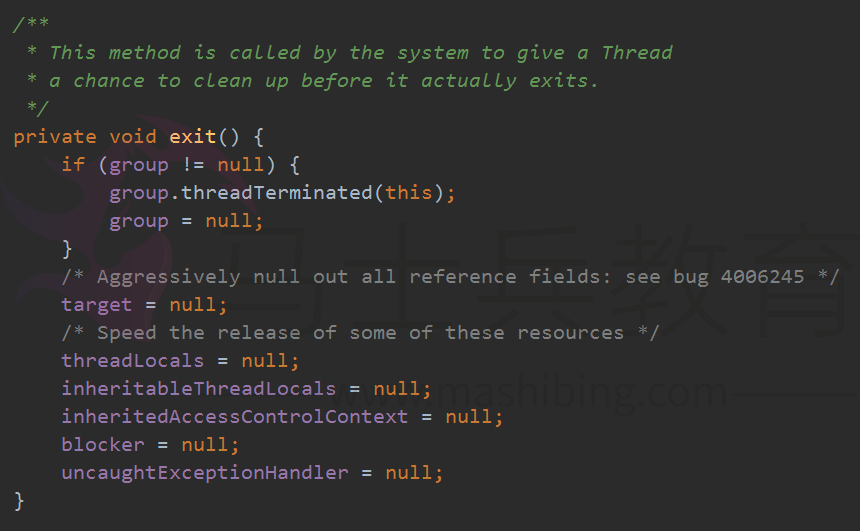 /**
 * This method is called by the system to give a Thread
 * a chance to clean up before it actually exits.
 */
private void exit() {
    if (group != null) {
        group.threadTerminated(this);
        group = null;
    }
    /* Aggressively null out all reference fields: see bug 4006245 */
    target = null;
    /* Speed the release of some of these resources */
    threadLocals = null;
    inheritableThreadLocals = null;
    inheritedAccessControlContext = null;
    blocker = null;
    uncaughtExceptionHandler = null;
}
马士兵教育
www.mashibing.com